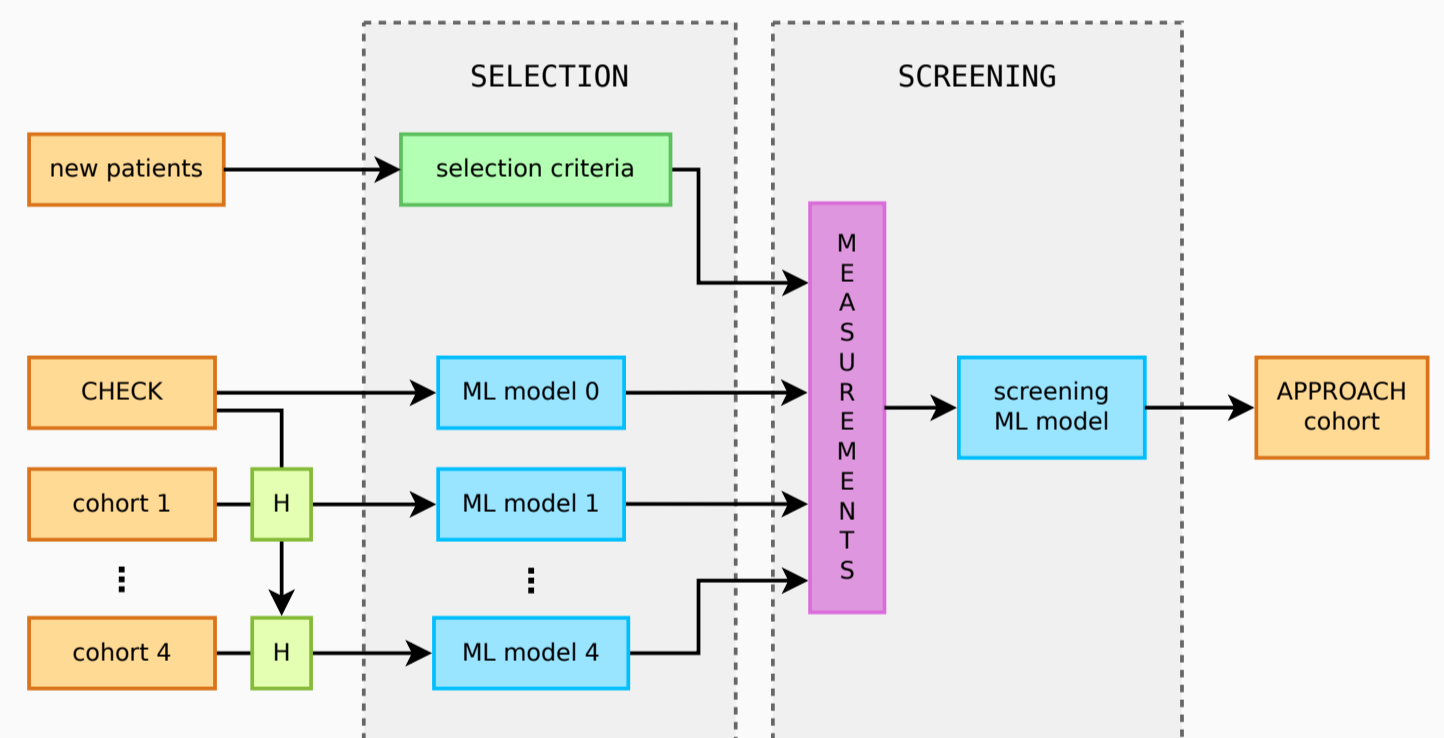 SELECTION
SCREENING
new patients
selection criteria
MEASUREMENTS
CHECK
ML model 0
screening
ML model
APPROACH
cohort
cohort 1
H
ML model 1
cohort 4
H
ML model 4